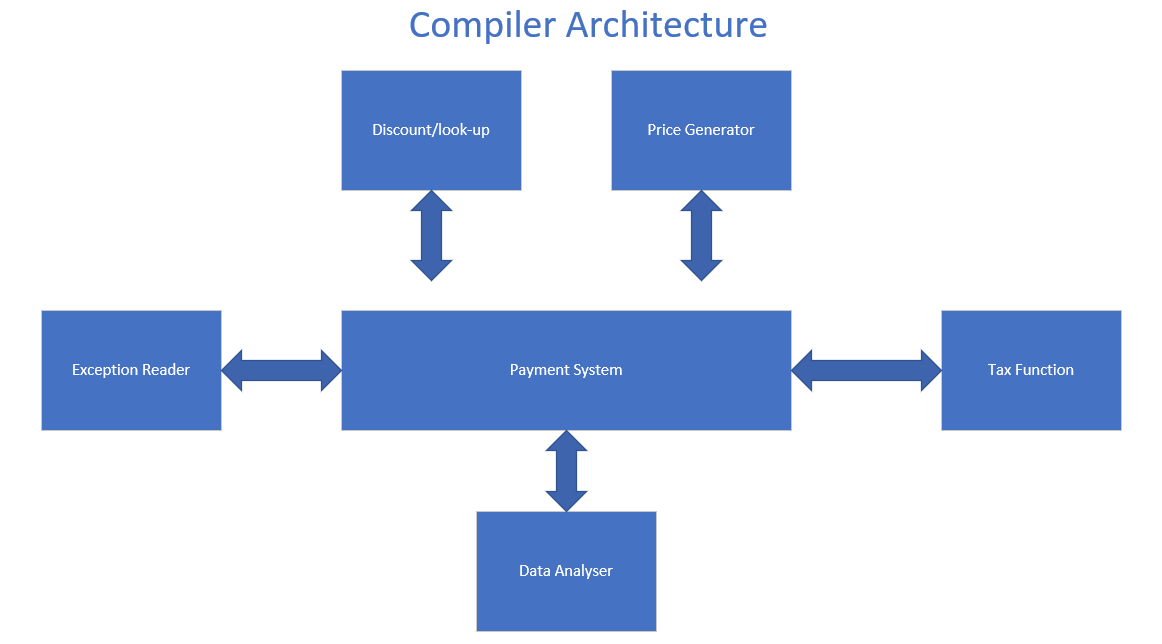 Compiler Architecture
Discount/look-up
Price Generator
Exception Reader
Payment System
Tax Function
Data Analyser